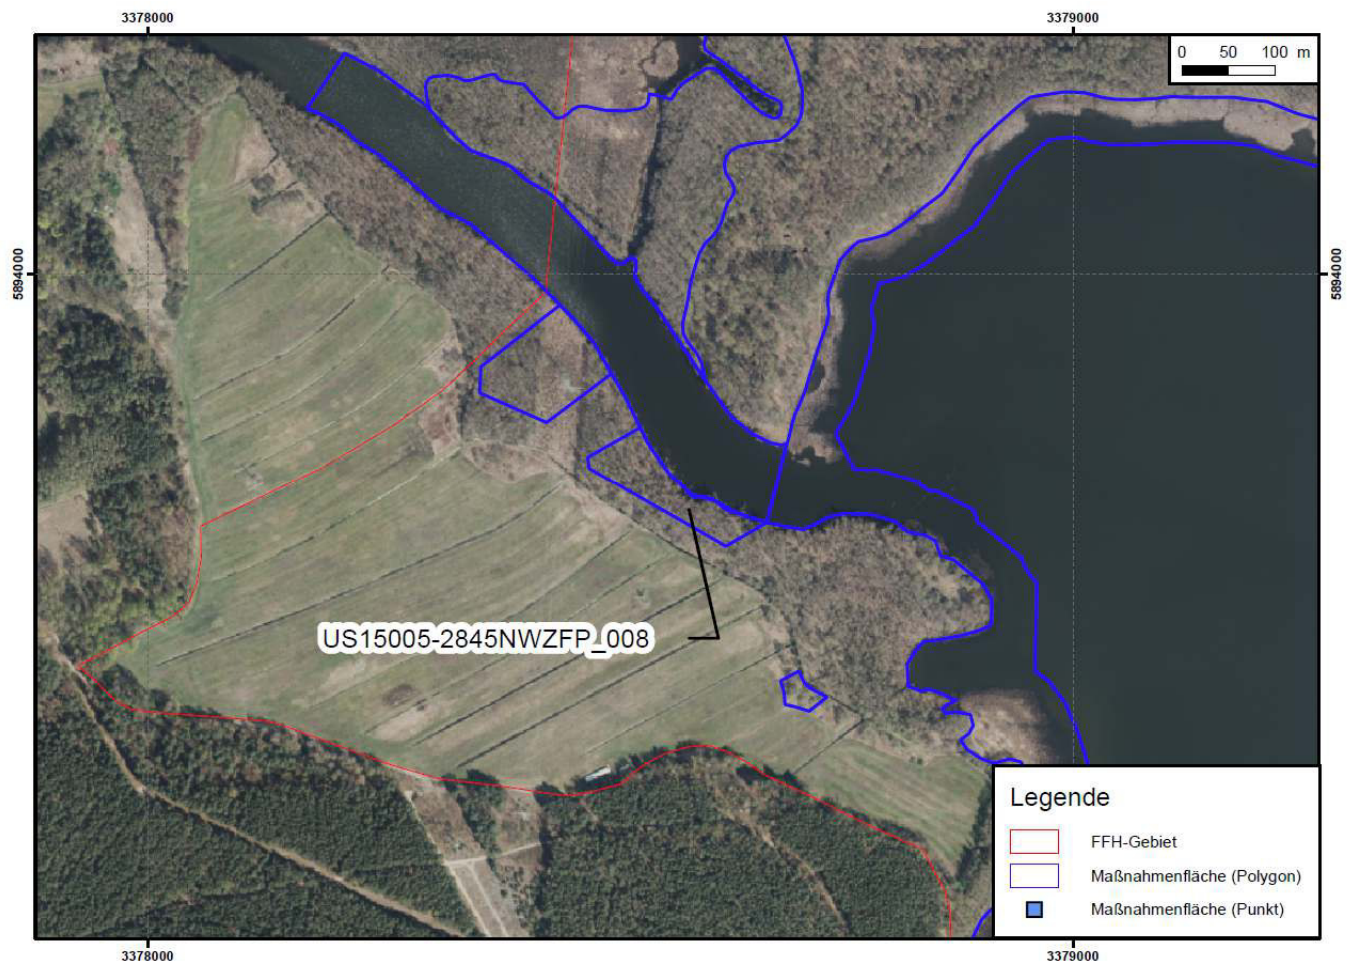 3378000
3379000
0 50 100 m
5894000
5894000
US15005-2845NWZFP_008
Legende
FFH-Gebiet
Maßnahmenfläche (Polygon)
Maßnahmenfläche (Punkt)
3378000
3379000